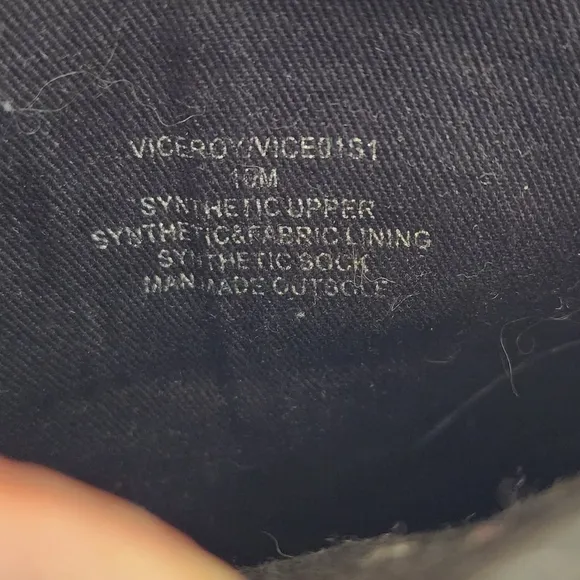 VICEROY/VICE01S1
10M
SYNTHETIC UPPER
SYNTHETIC&FABRIC LINING
SYNTHETIC SOCK
MAN MADE OUTSOLE